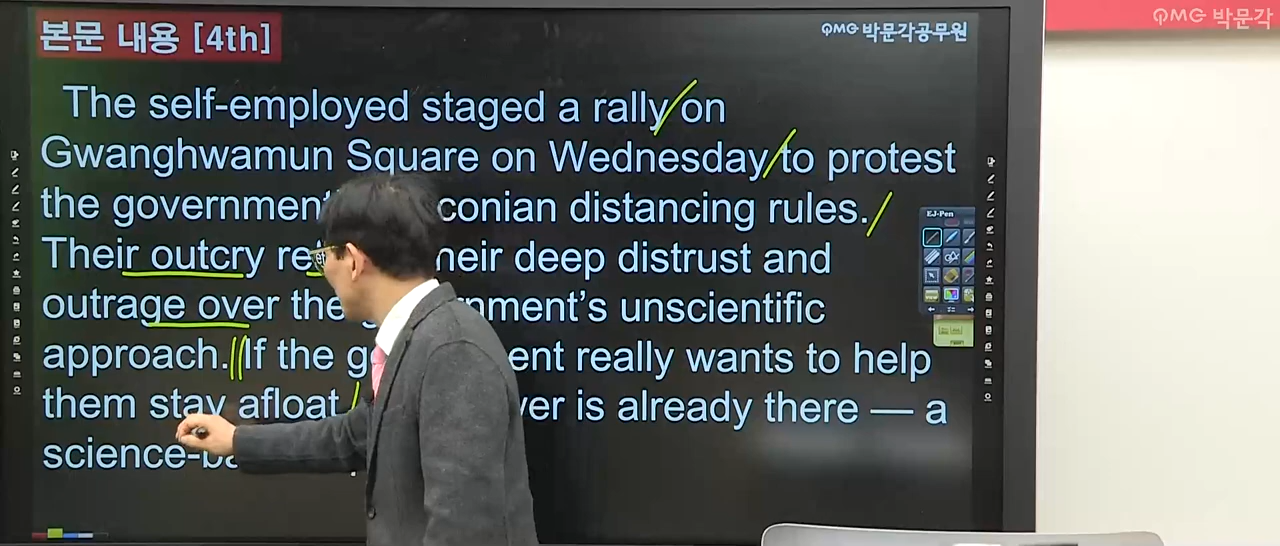 본문 내용 [4th]
박문각공무원
박문각
The self-employed staged a rally on
Gwanghwamun Square on Wednesday to protest
the government conian distancing rules.
Their outcry re heir deep distrust and
outrage over the nment's unscientific
approach. If the g ent really wants to help
them stay afloat ver is already there — a
science-ba
EJ-Pen